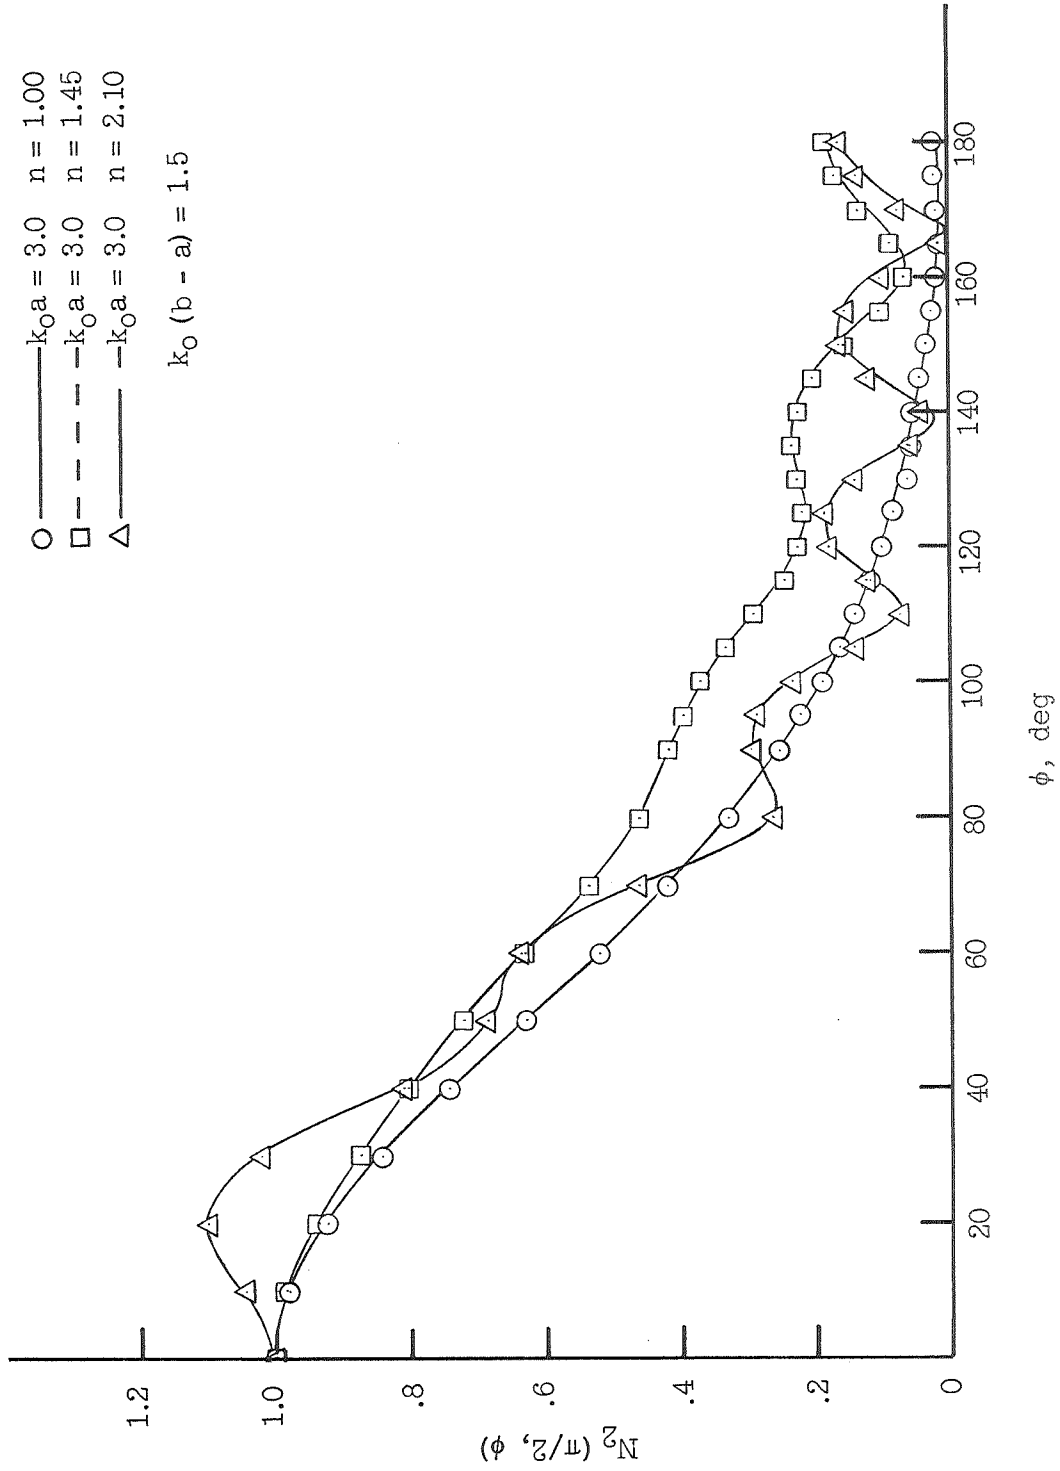 k₀a = 3.0 n = 1.00
k₀a = 3.0 n = 1.45
k₀a = 3.0 n = 2.10
k₀ (b - a) = 1.5
N₂ (π/2, ϕ)
1.2
1.0
.8
.6
.4
.2
0
20
40
60
80
100
120
140
160
180
ϕ, deg